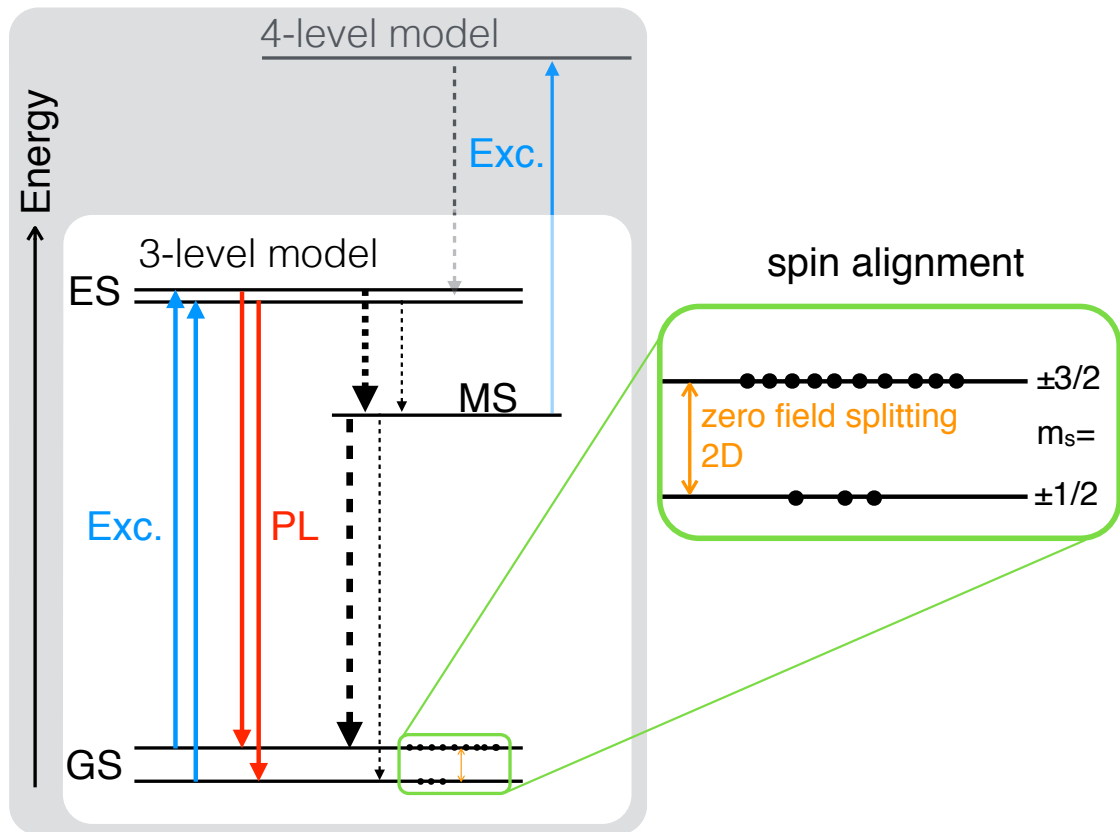 4-level model
Energy
Exc.
3-level model
ES
MS
Exc.
PL
GS
spin alignment
±3/2
zero field splitting
2D
mₛ=
±1/2